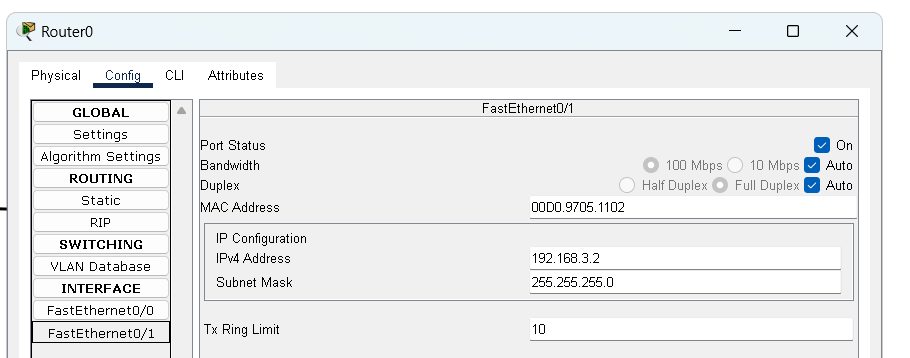 Router0
Physical Config CLI Attributes
GLOBAL
Settings
Algorithm Settings
ROUTING
Static
RIP
SWITCHING
VLAN Database
INTERFACE
FastEthernet0/0
FastEthernet0/1
FastEthernet0/1
Port Status On
Bandwidth 100 Mbps 10 Mbps Auto
Duplex Half Duplex Full Duplex Auto
MAC Address 00D0.9705.1102
IP Configuration
IPv4 Address 192.168.3.2
Subnet Mask 255.255.255.0
Tx Ring Limit 10